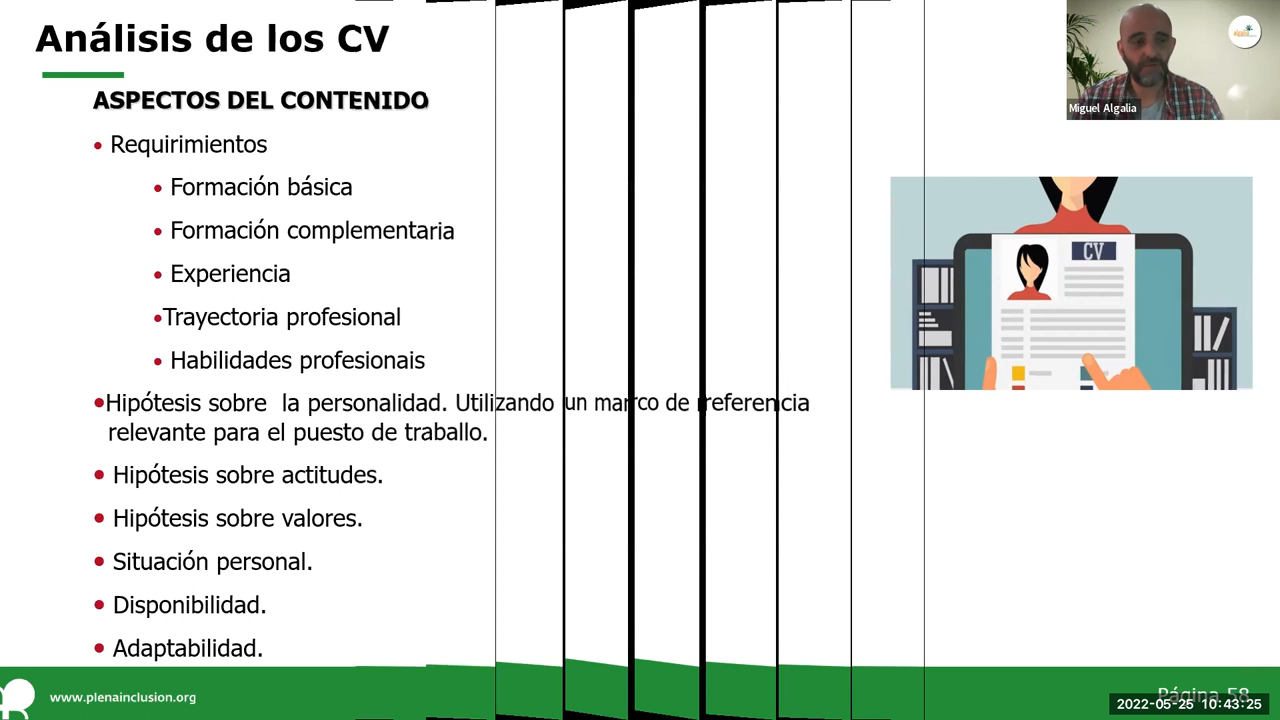 Análisis de los CV
ASPECTOS DEL CONTENIDO
• Requirimientos
• Formación básica
• Formación complementaria
• Experiencia
•Trayectoria profesional
• Habilidades profesionais
•Hipótesis sobre la personalidad. Utilizando un marco de referencia
relevante para el puesto de traballo.
• Hipótesis sobre actitudes.
• Hipótesis sobre valores.
• Situación personal.
• Disponibilidad.
• Adaptabilidad.
Miguel Algalia
CV
www.plenainclusion.org
Página 58
2022-05-25 10:43:25